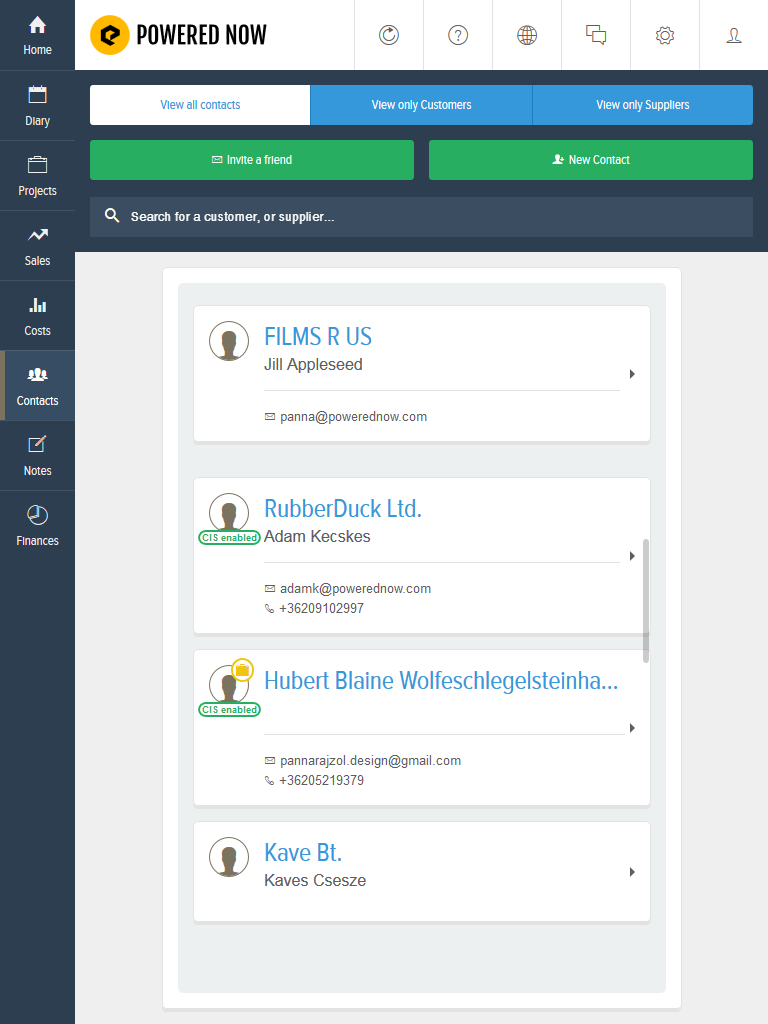 Home
Diary
Projects
Sales
Costs
Contacts
Notes
Finances
POWERED NOW
?
View all contacts
View only Customers
View only Suppliers
Invite a friend
New Contact
Search for a customer, or supplier...
FILMS R US
Jill Appleseed
panna@powerednow.com
RubberDuck Ltd.
CIS enabled
Adam Kecskes
adamk@powerednow.com
+36209102997
Hubert Blaine Wolfeschlegelsteinha...
CIS enabled
pannarajzol.design@gmail.com
+36205219379
Kave Bt.
Kaves Csesze